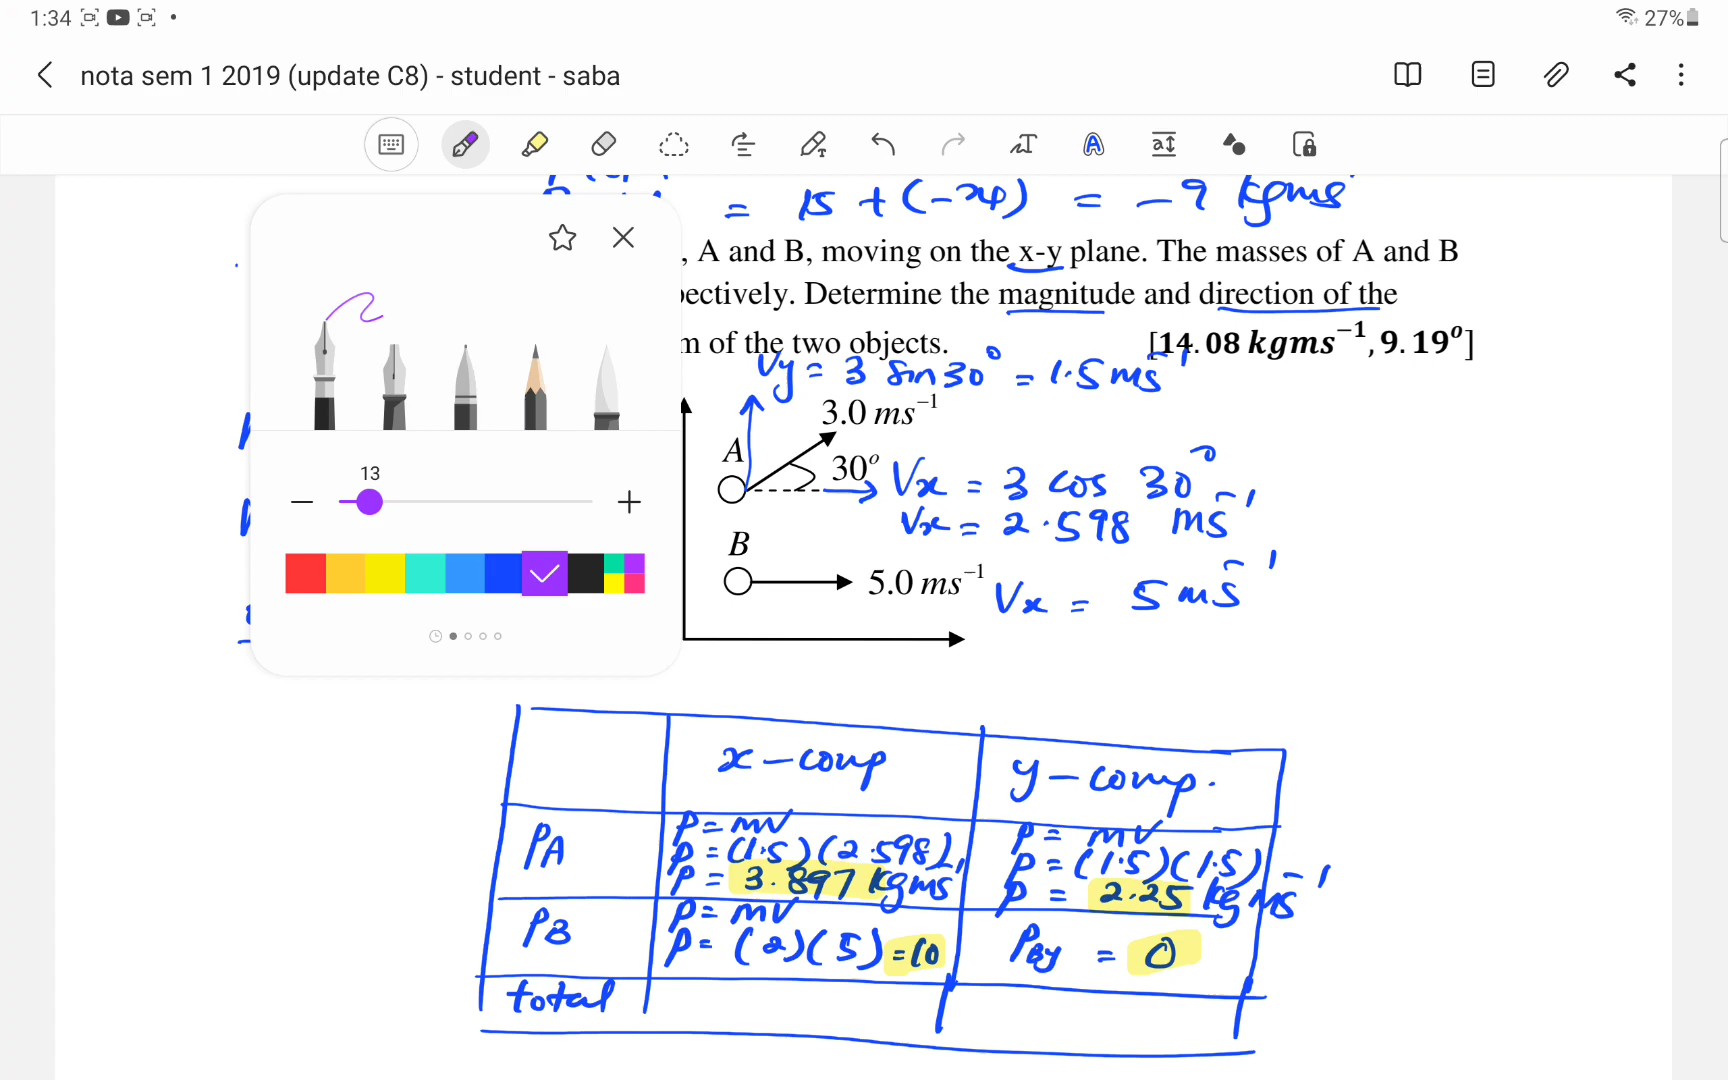 1:34
27%
nota sem 1 2019 (update C8) - student - saba
= 15 + (-24) = -9 kgms
, A and B, moving on the x-y plane. The masses of A and B
pectively. Determine the magnitude and direction of the
m of the two objects. [14.08 kgms⁻¹, 9.19°]
Vy = 3 sin30° = 1.5 ms⁻¹
3.0 ms⁻¹
A
30° Vx = 3 cos 30°
Vx = 2.598 ms⁻¹
B
5.0 ms⁻¹ Vx = 5 ms⁻¹
13
x-comp y-comp.
PA
P = mv
P = (1.5)(2.598)
P = 3.897 kgms⁻¹
P = mv
P = (1.5)(1.5)
P = 2.25 kgms⁻¹
PB
P = mv
P = (2)(5) = 10
PBy = 0
total